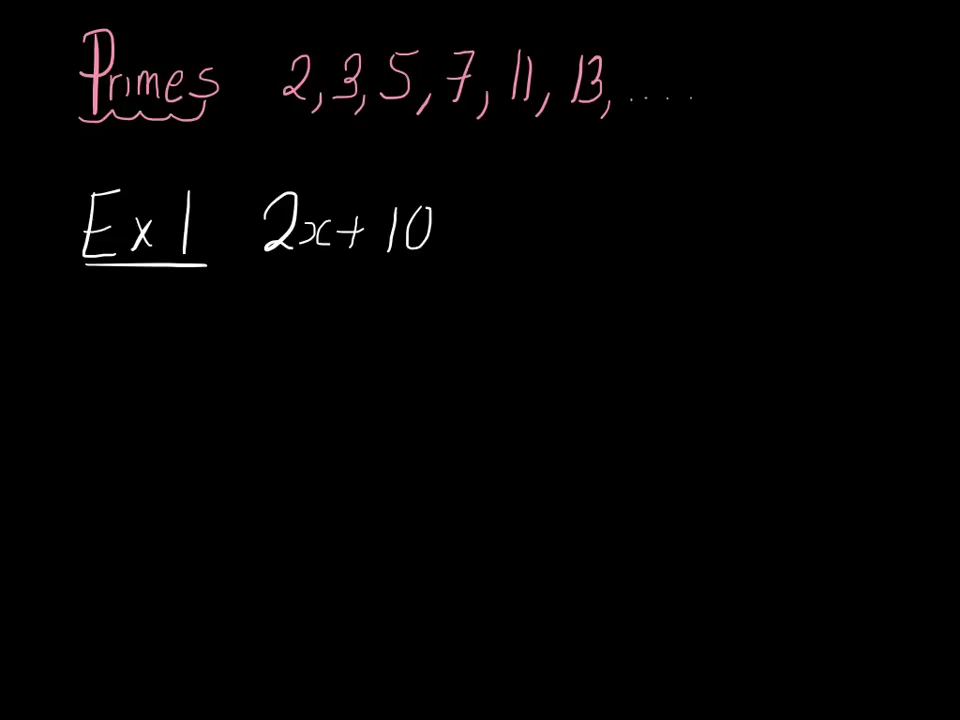 Primes 2, 3, 5, 7, 11, 13, ....
Ex 1 2x + 10